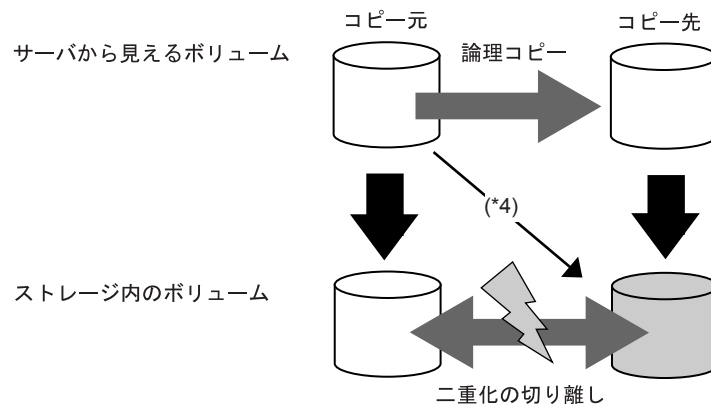 コピー元
コピー先
サーバから見えるボリューム
論理コピー
(*4)
ストレージ内のボリューム
二重化の切り離し